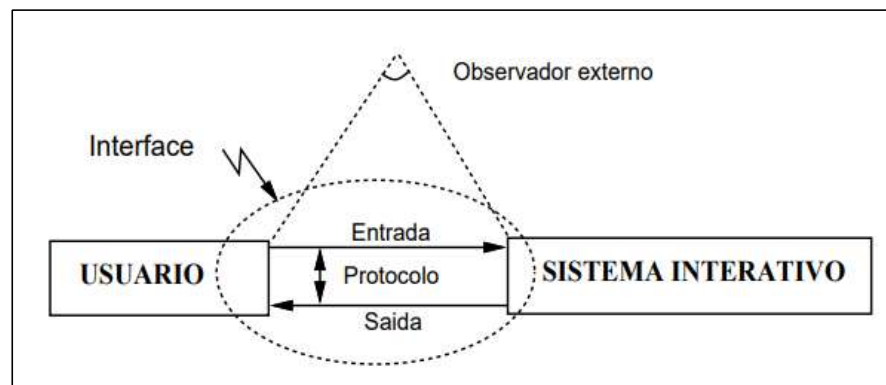 Observador externo
Interface
Entrada
USUARIO
Protocolo
SISTEMA INTERATIVO
Saida